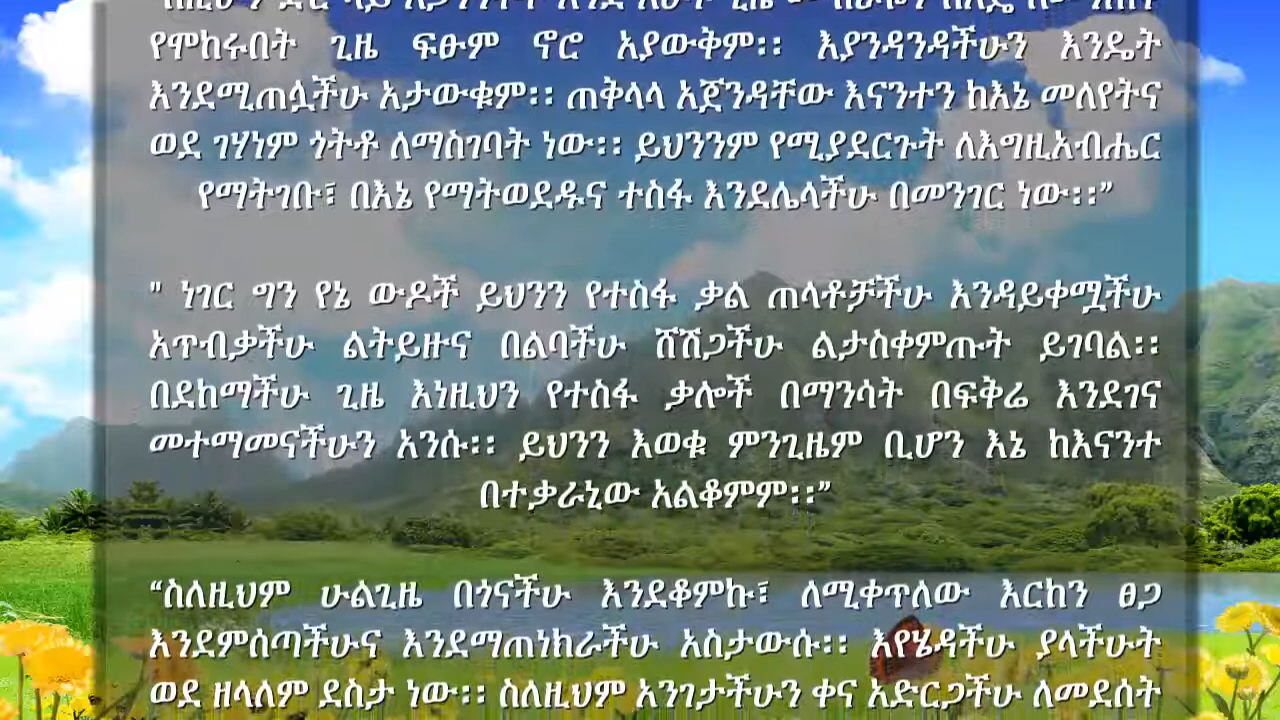 የሞከሩበት ጊዜ ፍፁም ኖሮ አያውቅም፡፡ እያንዳንዳችሁን እንዴት
እንደሚጠሏችሁ አታውቁም፡፡ ጠቅላላ አጀንዳቸው እናንተን ከእኔ መለየትና
ወደ ገሃነም ጎትቶ ለማስገባት ነው፡፡ ይህንንም የሚያደርጉት ለእግዚአብሔር
የማትገቡ፣ በእኔ የማትወደዱና ተስፋ እንደሌላችሁ በመንገር ነው፡፡”
" ነገር ግን የኔ ውዶች ይህንን የተስፋ ቃል ጠላቶቻችሁ እንዳይቀሟችሁ
አጥብቃችሁ ልትይዙና በልባችሁ ሸሽጋችሁ ልታስቀምጡት ይገባል፡፡
በደከማችሁ ጊዜ እነዚህን የተስፋ ቃሎች በማንሳት በፍቅሬ እንደገና
መተማመናችሁን አንሱ፡፡ ይህንን እወቁ ምንጊዜም ቢሆን እኔ ከእናንተ
በተቃራኒው አልቆምም፡፡”
“ስለዚህም ሁልጊዜ በጎናችሁ እንደቆምኩ፣ ለሚቀጥለው እርከን ፀጋ
እንደምሰጣችሁና እንደማጠነክራችሁ አስታውሱ፡፡ እየሄዳችሁ ያላችሁት
ወደ ዘላለም ደስታ ነው፡፡ ስለዚህም አንገታችሁን ቀና አድርጋችሁ ለመደሰት